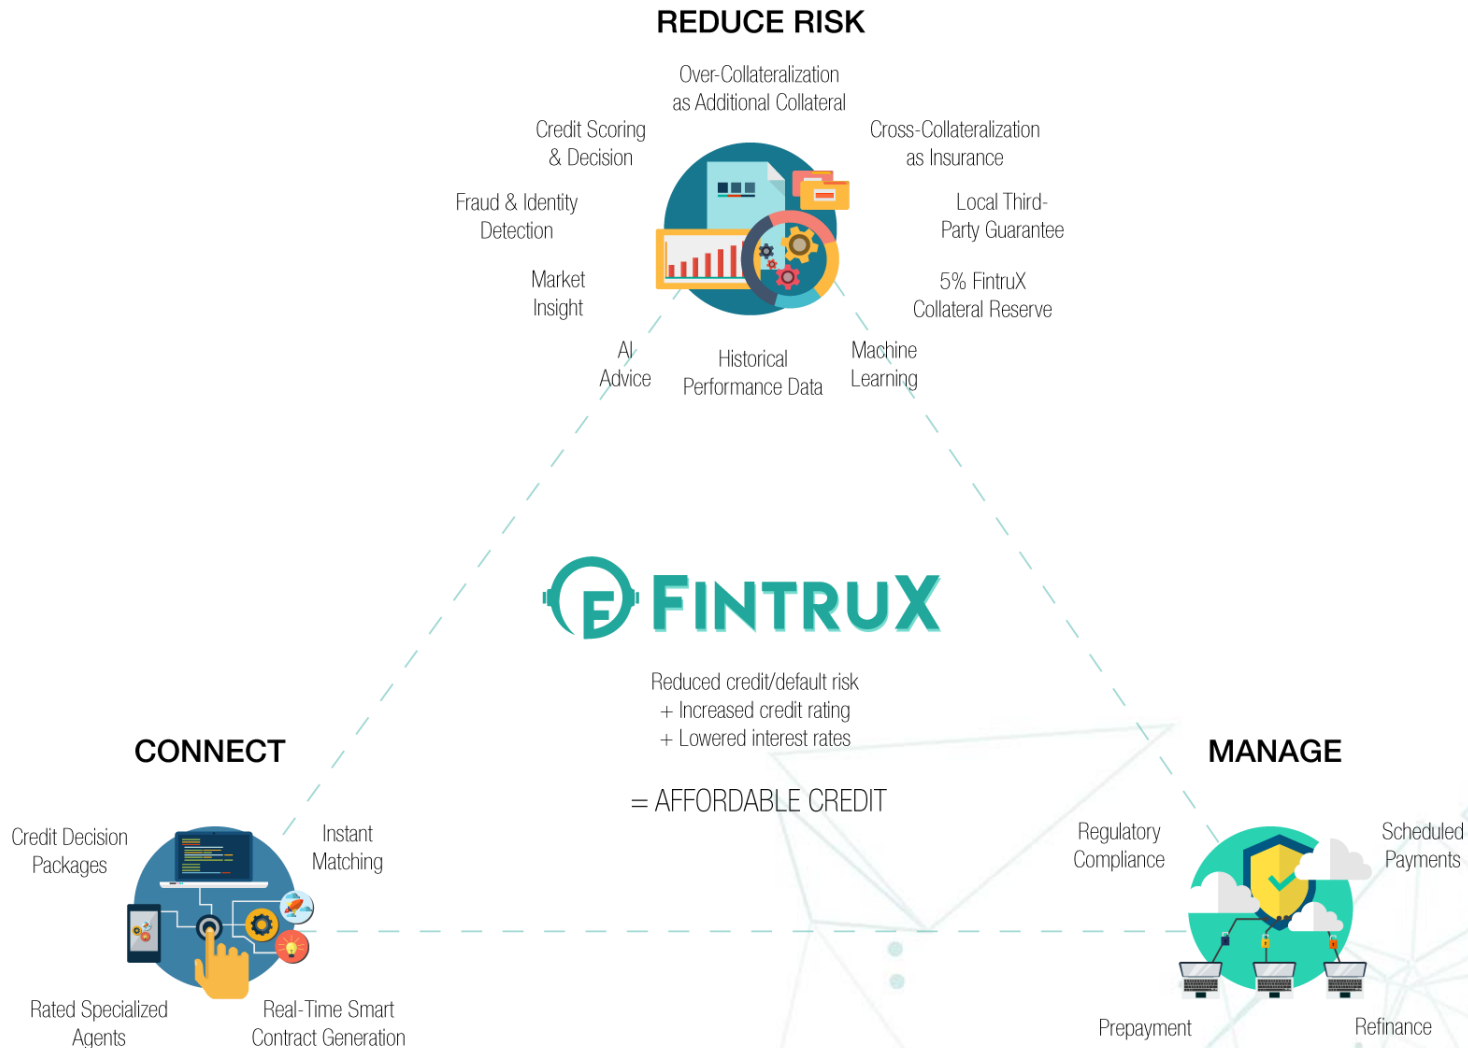 REDUCE RISK
Over-Collateralization
as Additional Collateral
Credit Scoring
& Decision
Cross-Collateralization
as Insurance
Fraud & Identity
Detection
Local Third-
Party Guarantee
Market
Insight
5% FintruX
Collateral Reserve
AI
Advice
Historical
Performance Data
Machine
Learning
FINTRUX
Reduced credit/default risk
+ Increased credit rating
+ Lowered interest rates
= AFFORDABLE CREDIT
CONNECT
Credit Decision
Packages
Instant
Matching
Rated Specialized
Agents
Real-Time Smart
Contract Generation
MANAGE
Regulatory
Compliance
Scheduled
Payments
Prepayment
Refinance